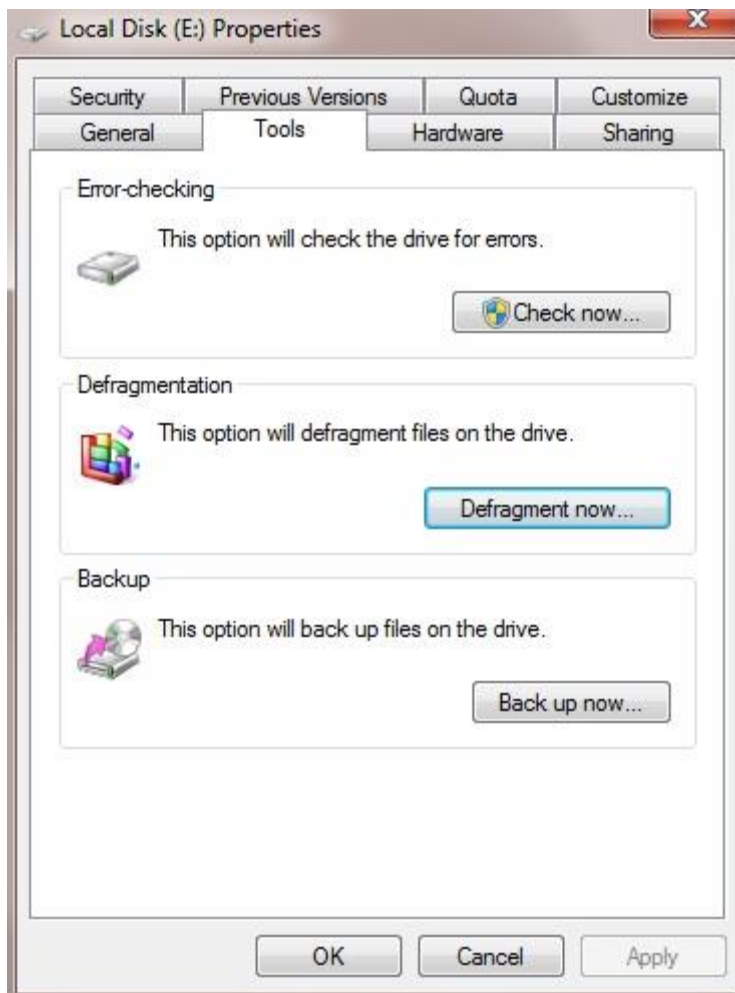 Local Disk (E:) Properties
X
Security Previous Versions Quota Customize
General Tools Hardware Sharing
Error-checking
This option will check the drive for errors.
Check now...
Defragmentation
This option will defragment files on the drive.
Defragment now...
Backup
This option will back up files on the drive.
Back up now...
OK Cancel Apply